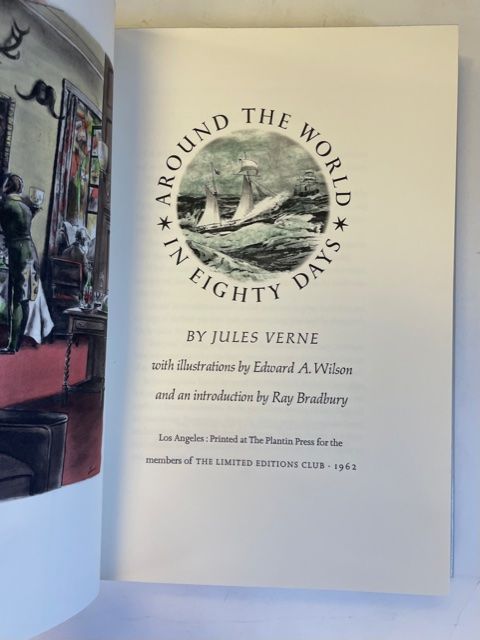 AROUND THE WORLD
IN EIGHTY DAYS
BY JULES VERNE
with illustrations by Edward A. Wilson
and an introduction by Ray Bradbury
Los Angeles : Printed at The Plantin Press for the
members of THE LIMITED EDITIONS CLUB · 1962